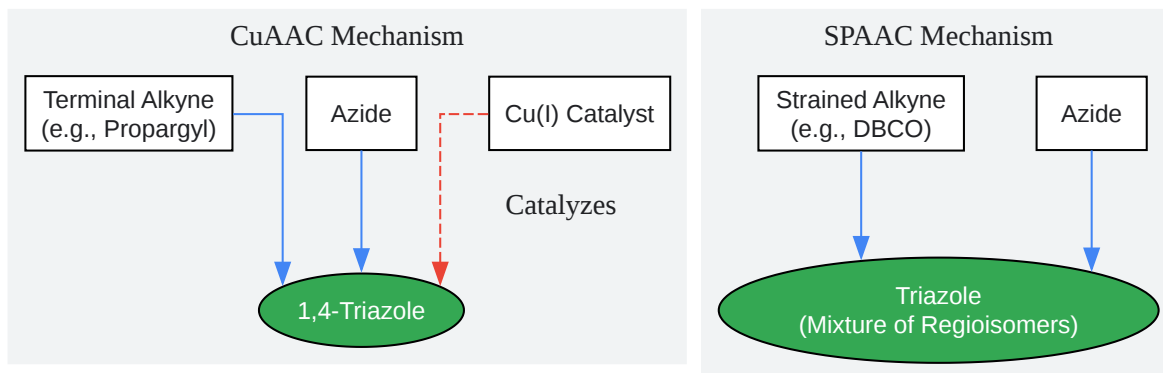 CuAAC Mechanism
Terminal Alkyne
(e.g., Propargyl)
Azide
Cu(I) Catalyst
Catalyzes
1,4-Triazole
SPAAC Mechanism
Strained Alkyne
(e.g., DBCO)
Azide
Triazole
(Mixture of Regioisomers)